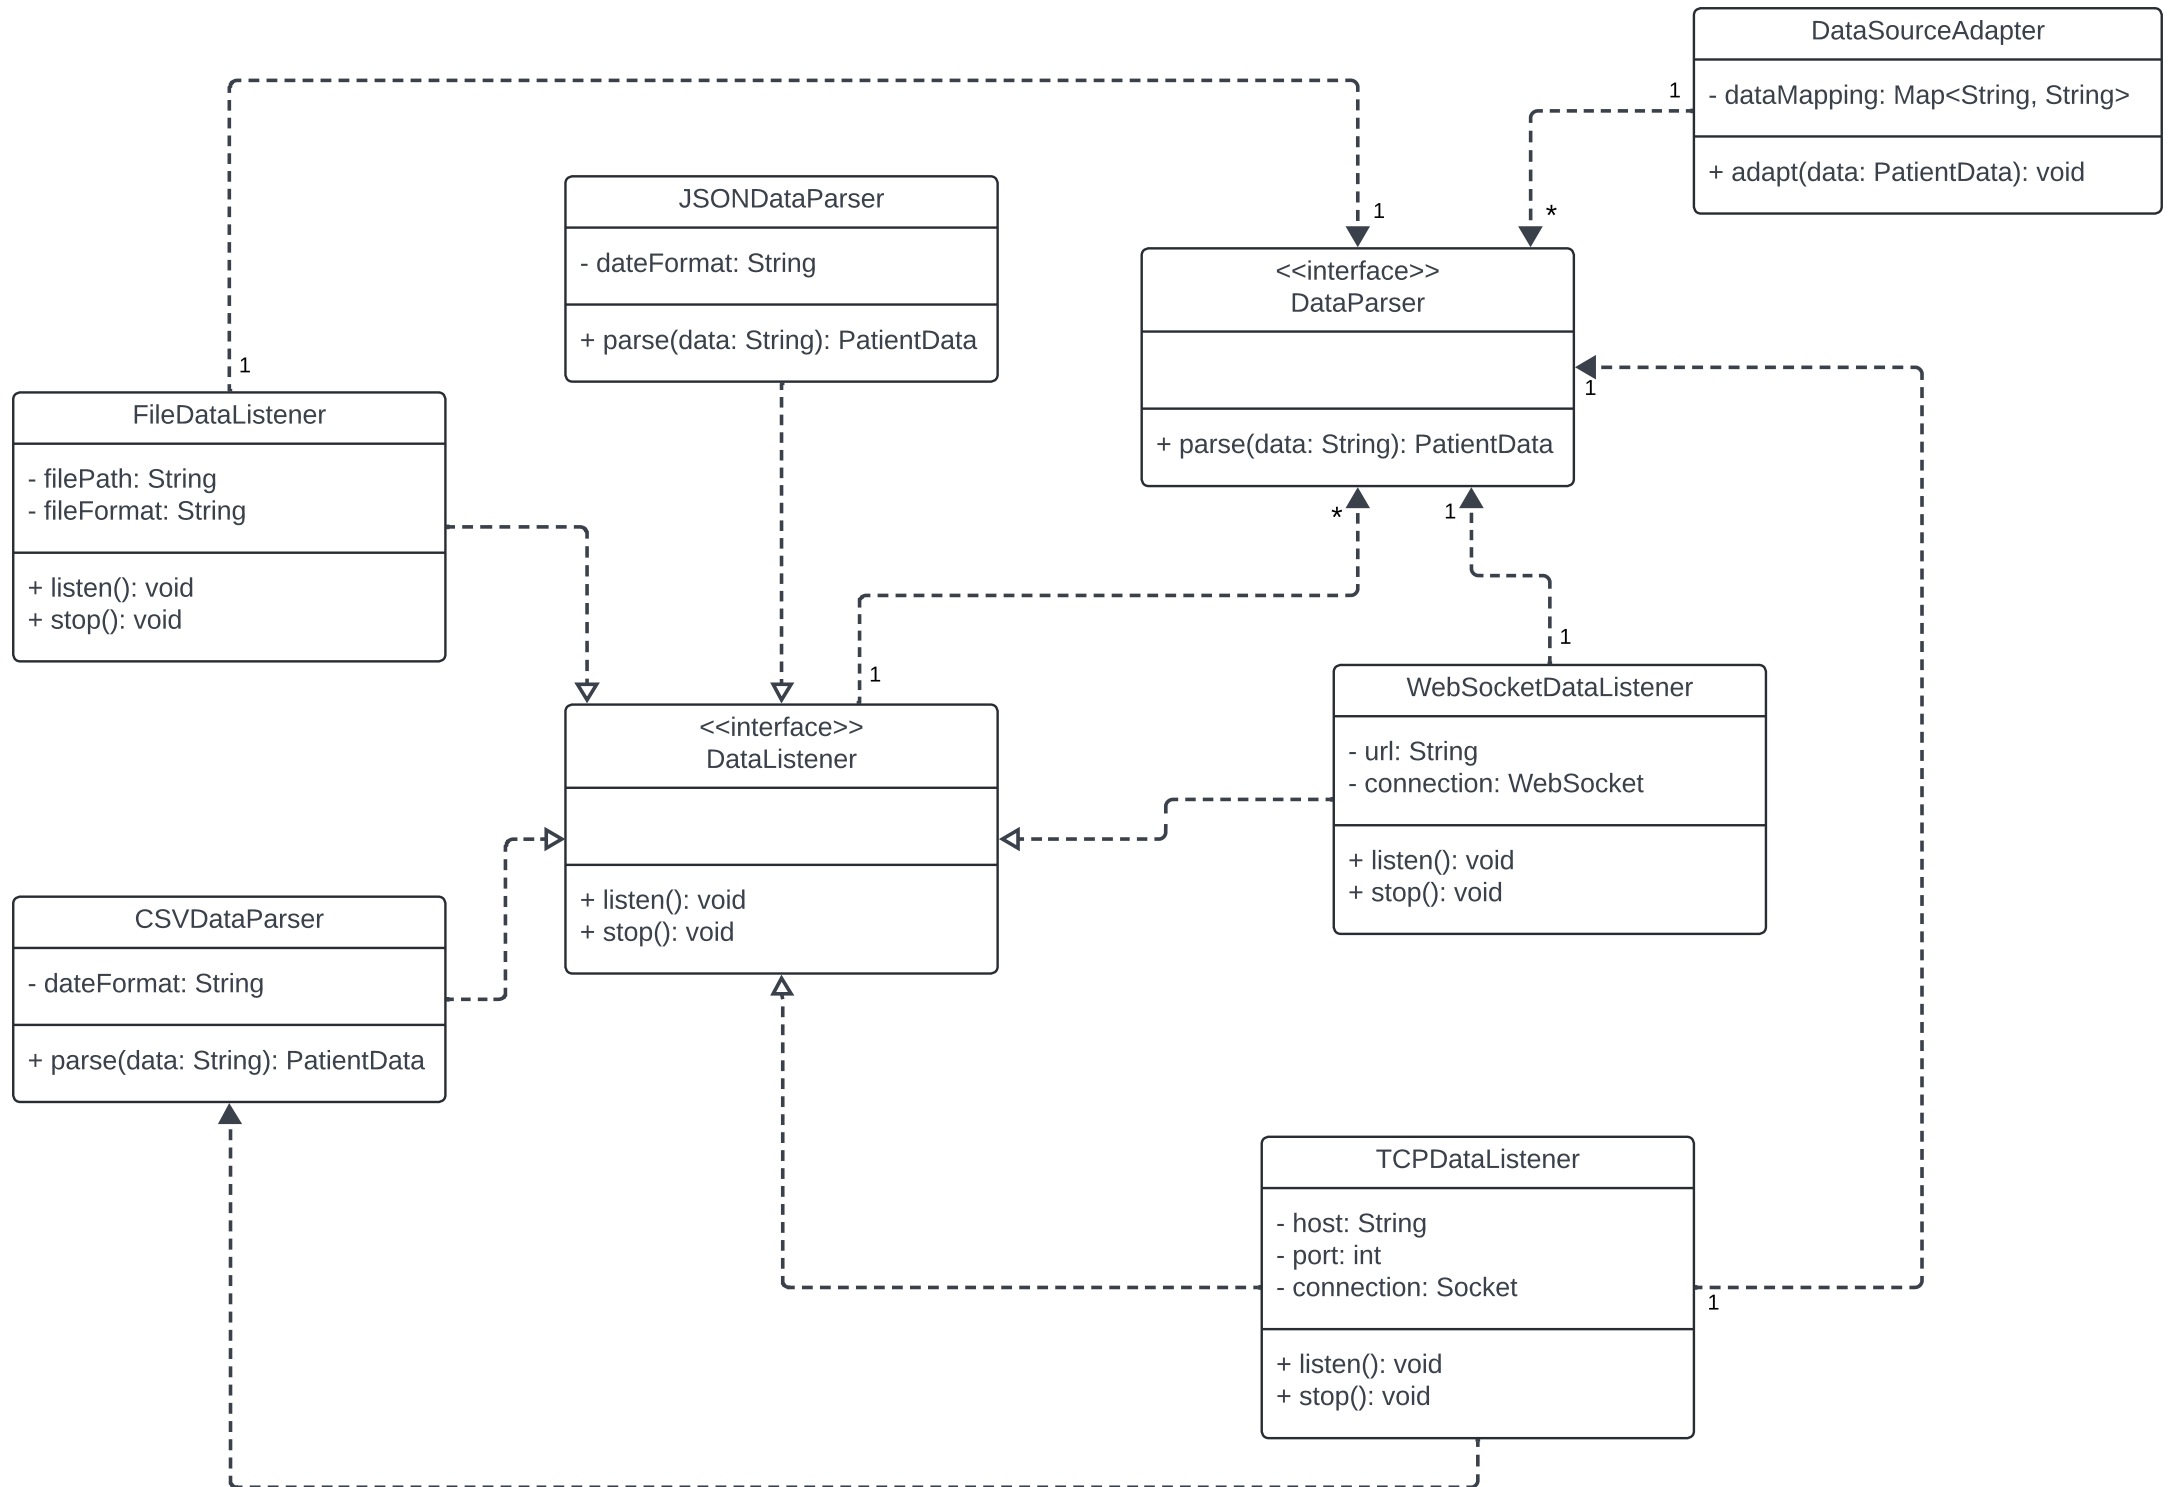 DataSourceAdapter
- dataMapping: Map<String, String>
+ adapt(data: PatientData): void
1
*
JSONDataParser
- dateFormat: String
+ parse(data: String): PatientData
1
<<interface>>
DataParser
+ parse(data: String): PatientData
1
*
1
1
FileDataListener
- filePath: String
- fileFormat: String
+ listen(): void
+ stop(): void
1
<<interface>>
DataListener
+ listen(): void
+ stop(): void
1
WebSocketDataListener
- url: String
- connection: WebSocket
+ listen(): void
+ stop(): void
CSVDataParser
- dateFormat: String
+ parse(data: String): PatientData
TCPDataListener
- host: String
- port: int
- connection: Socket
+ listen(): void
+ stop(): void
1